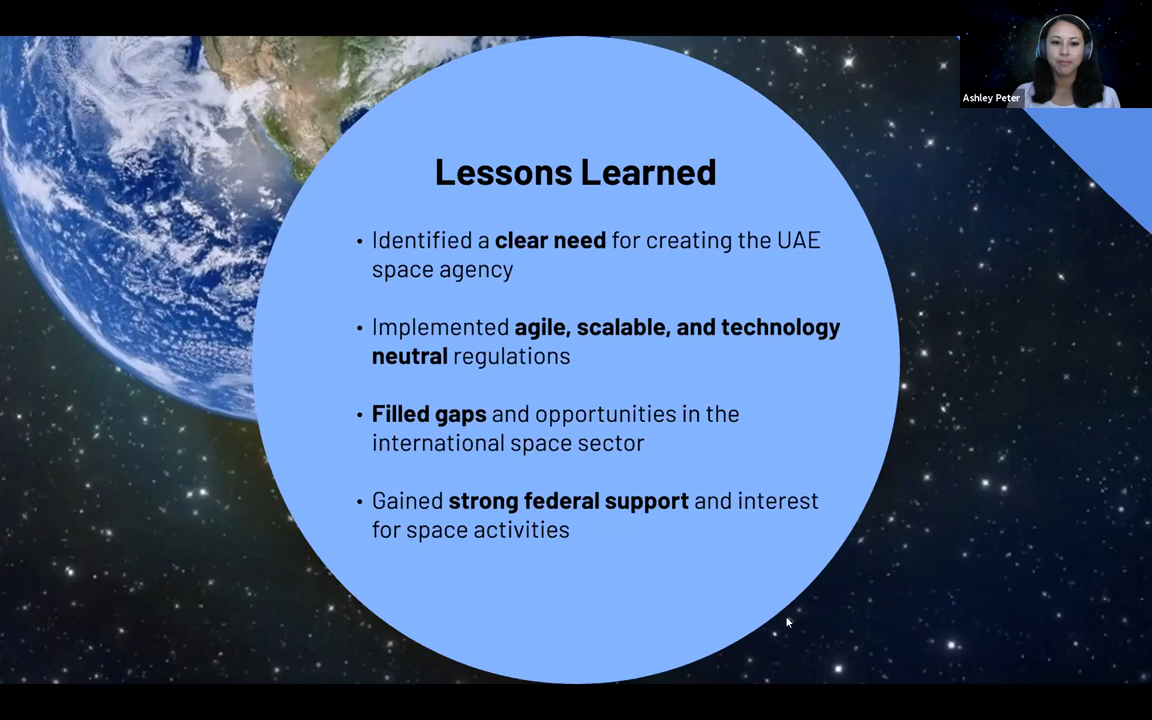 Ashley Peter
Lessons Learned
• Identified a clear need for creating the UAE
space agency
• Implemented agile, scalable, and technology
neutral regulations
• Filled gaps and opportunities in the
international space sector
• Gained strong federal support and interest
for space activities